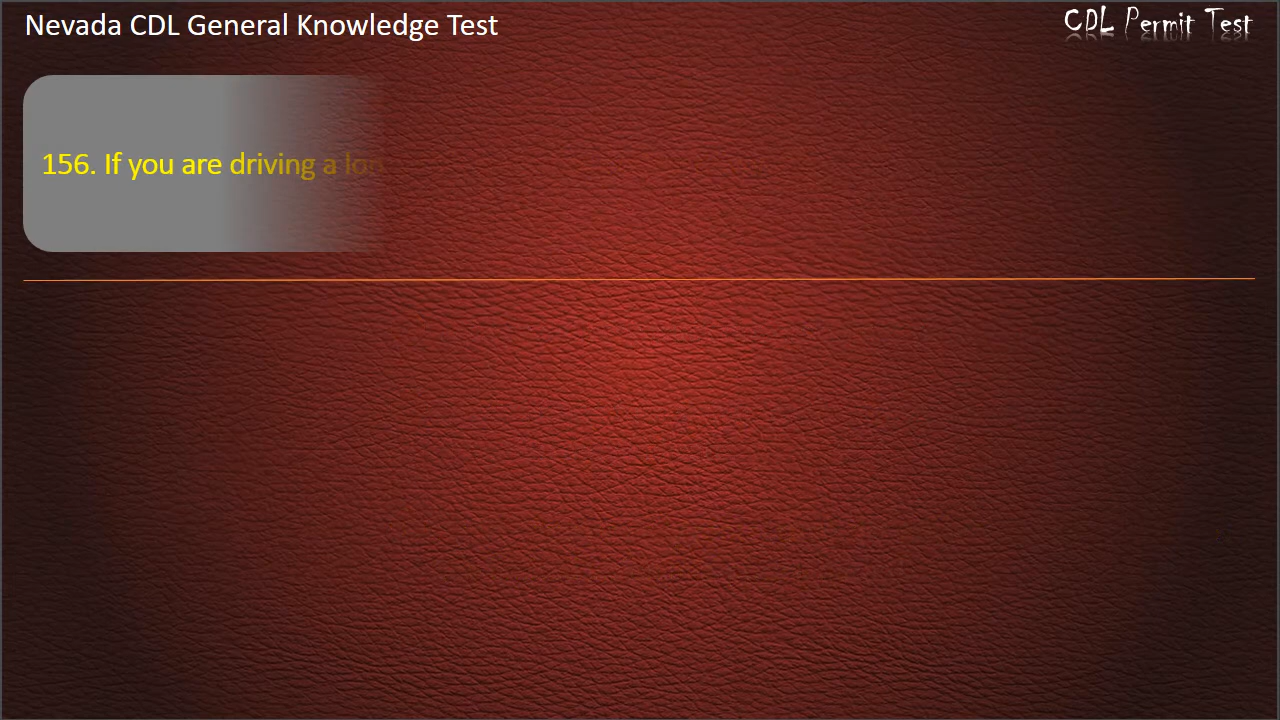 Nevada CDL General Knowledge Test
CDL Permit Test
156. If you are driving a